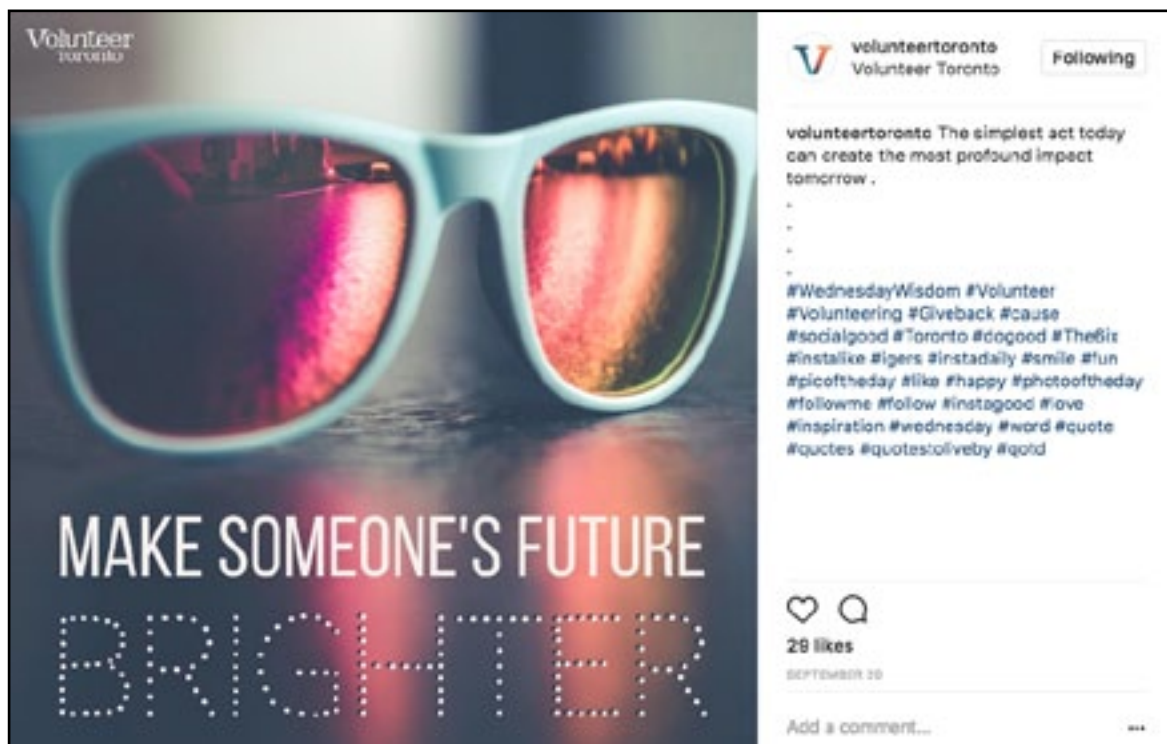 Volunteer
Toronto
MAKE SOMEONE'S FUTURE
BRIGHTER
volunteertoronto
Volunteer Toronto
Following
volunteertoronto The simplest act today
can create the most profound impact
tomorrow .
.
.
.
.
#WednesdayWisdom #Volunteer
#Volunteering #Giveback #cause
#socialgood #Toronto #dogood #The6ix
#instalike #igers #instadaily #smile #fun
#picoftheday #like #happy #photooftheday
#followme #follow #instagood #love
#inspiration #wednesday #word #quote
#quotes #quotestoliveby #qotd
29 likes
SEPTEMBER 20
Add a comment...